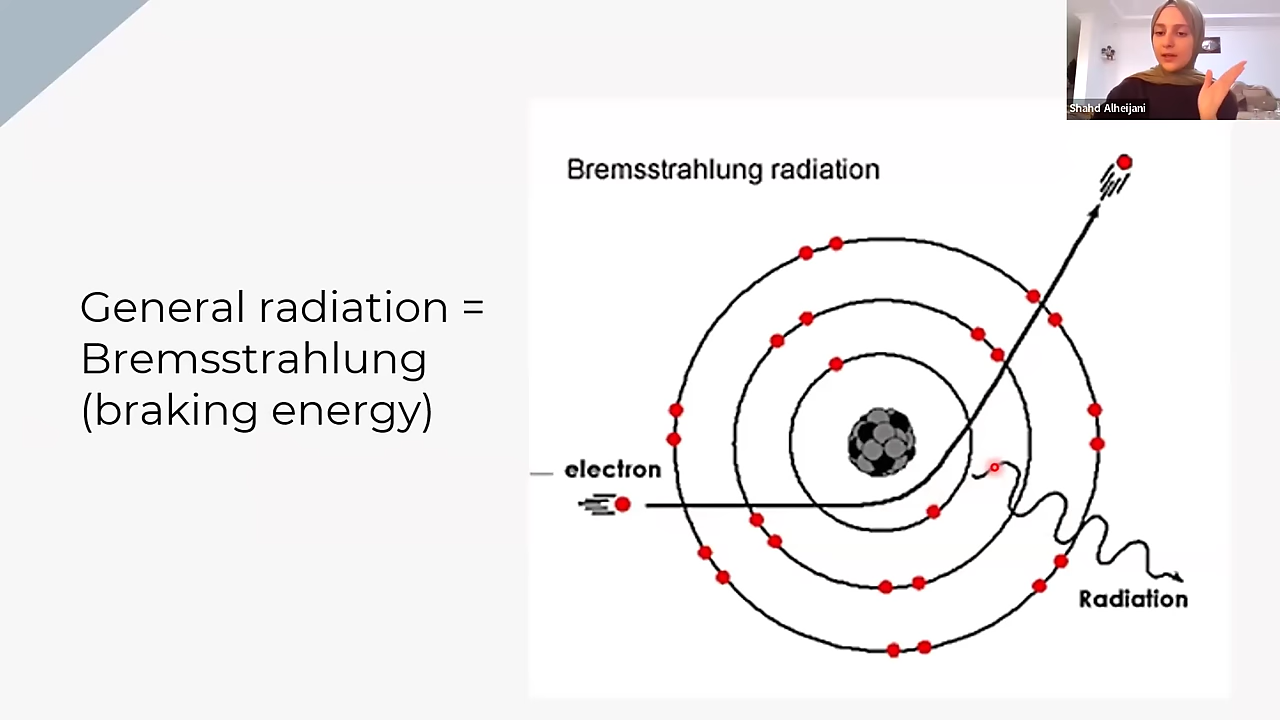 Shahd Alheijani
Bremsstrahlung radiation
General radiation =
Bremsstrahlung
(braking energy)
electron
Radiation